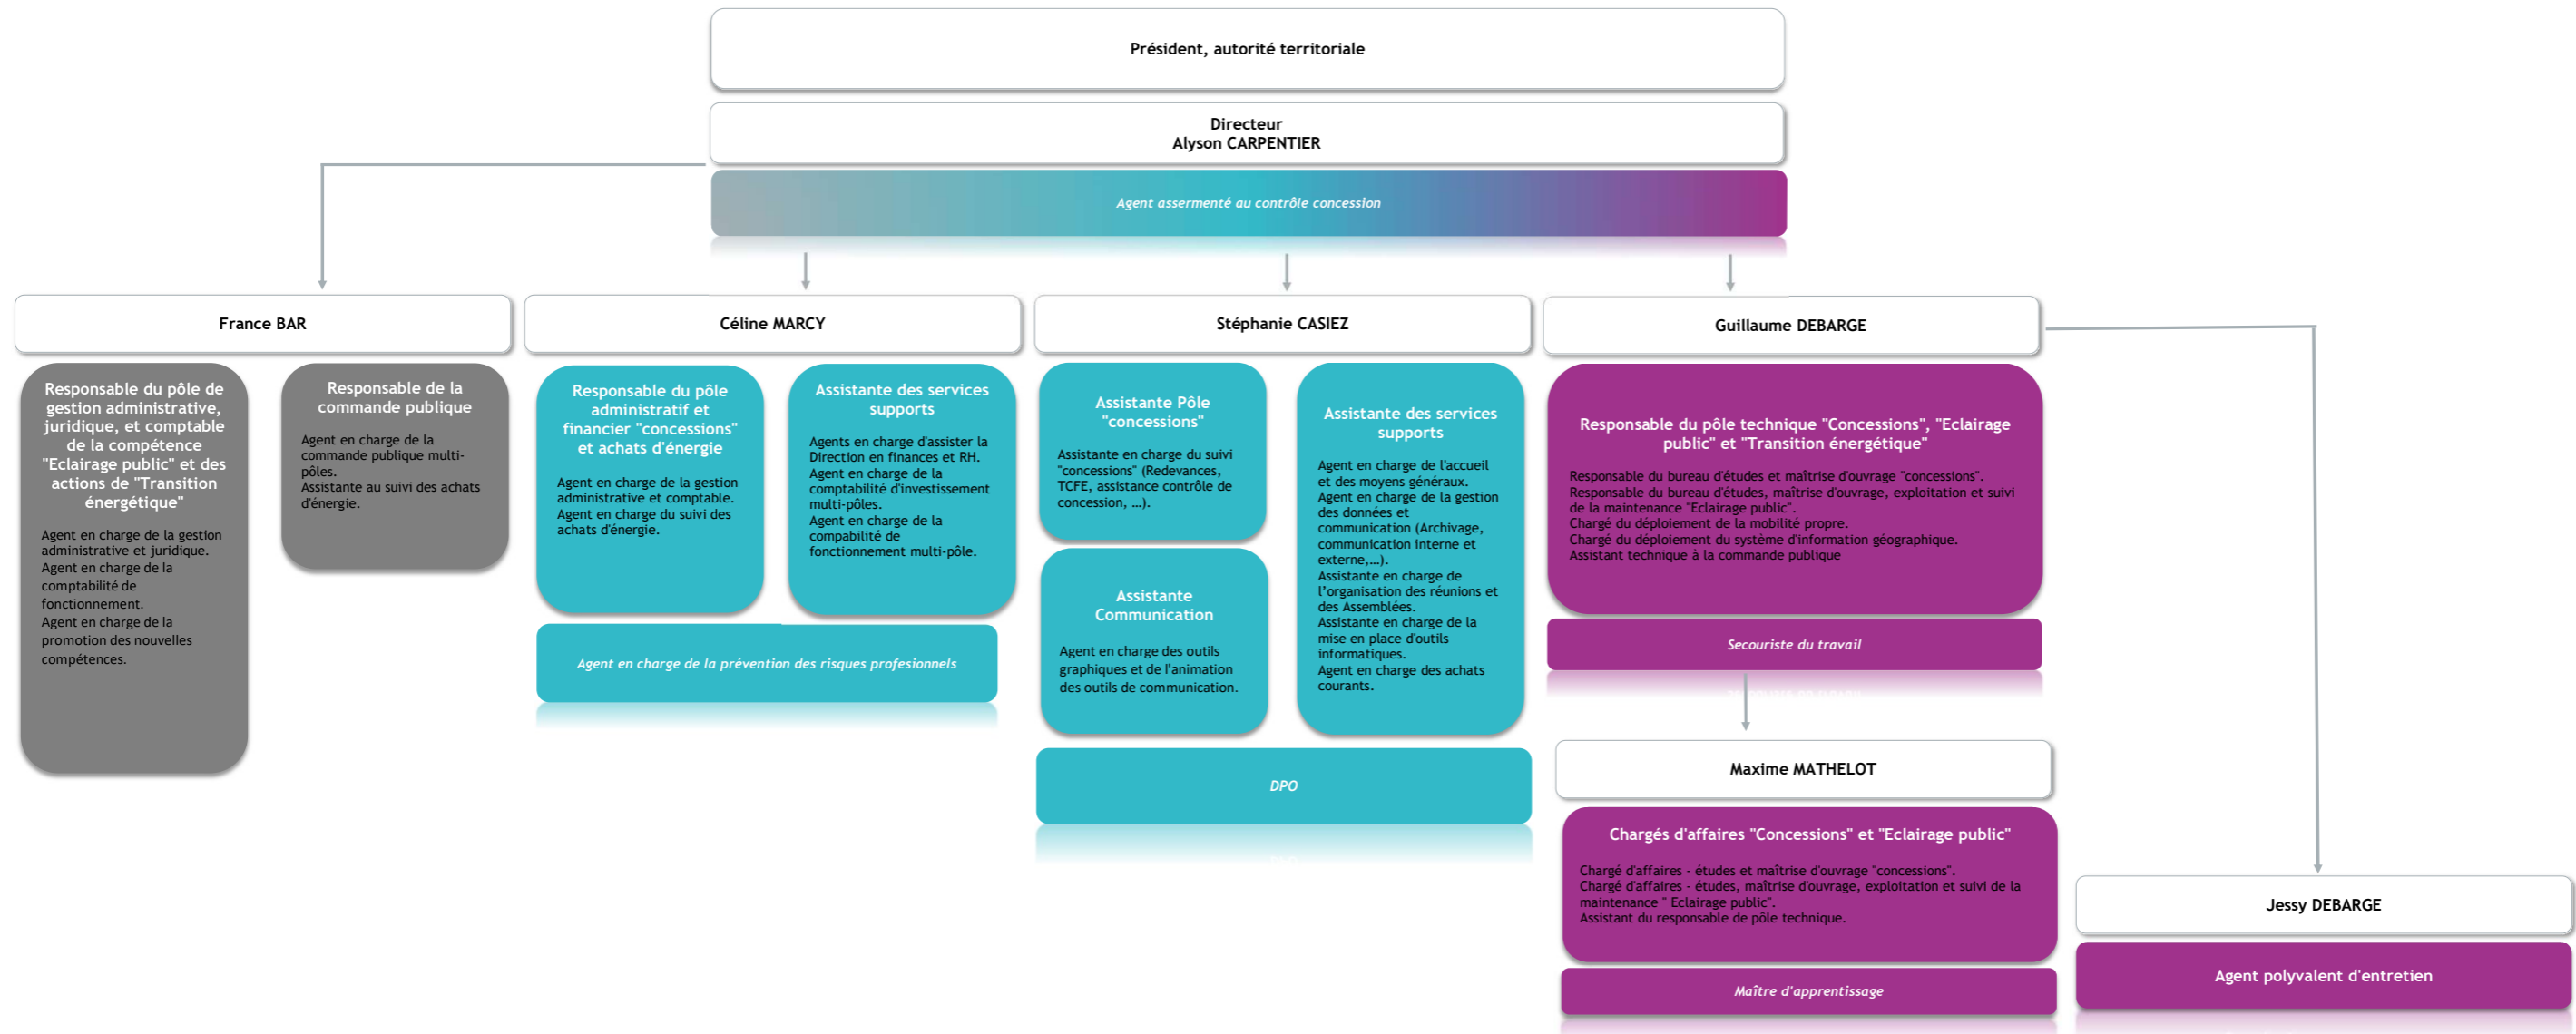 Président, autorité territoriale
Directeur
Alyson CARPENTIER
Agent assermenté au contrôle concession
France BAR
Responsable du pôle de
gestion administrative,
juridique, et comptable
de la compétence
"Eclairage public" et des
actions de "Transition
énergétique"
Agent en charge de la gestion
administrative et juridique.
Agent en charge de la
comptabilité de
fonctionnement.
Agent en charge de la
promotion des nouvelles
compétences.
Responsable de la
commande publique
Agent en charge de la
commande publique multi-
pôles.
Assistante au suivi des achats
d'énergie.
Céline MARCY
Responsable du pôle
administratif et
financier "concessions"
et achats d'énergie
Agent en charge de la gestion
administrative et comptable.
Agent en charge du suivi des
achats d'énergie.
Assistante des services
supports
Agents en charge d'assister la
Direction en finances et RH.
Agent en charge de la
comptabilité d'investissement
multi-pôles.
Agent en charge de la
compabilité de
fonctionnement multi-pôle.
Agent en charge de la prévention des risques profesionnels
Stéphanie CASIEZ
Assistante Pôle
"concessions"
Assistante en charge du suivi
"concessions" (Redevances,
TCFE, assistance contrôle de
concession, …).
Assistante
Communication
Agent en charge des outils
graphiques et de l'animation
des outils de communication.
Assistante des services
supports
Agent en charge de l'accueil
et des moyens généraux.
Agent en charge de la gestion
des données et
communication (Archivage,
communication interne et
externe,…).
Assistante en charge de
l’organisation des réunions et
des Assemblées.
Assistante en charge de la
mise en place d'outils
informatiques.
Agent en charge des achats
courants.
DPO
Guillaume DEBARGE
Responsable du pôle technique "Concessions", "Eclairage
public" et "Transition énergétique"
Responsable du bureau d'études et maîtrise d'ouvrage "concessions".
Responsable du bureau d'études, maîtrise d'ouvrage, exploitation et suivi
de la maintenance "Eclairage public".
Chargé du déploiement de la mobilité propre.
Chargé du déploiement du système d'information géographique.
Assistant technique à la commande publique
Secouriste du travail
Maxime MATHELOT
Chargés d'affaires "Concessions" et "Eclairage public"
Chargé d'affaires - études et maîtrise d'ouvrage "concessions".
Chargé d'affaires - études, maîtrise d'ouvrage, exploitation et suivi de la
maintenance " Eclairage public".
Assistant du responsable de pôle technique.
Maître d'apprentissage
Jessy DEBARGE
Agent polyvalent d'entretien